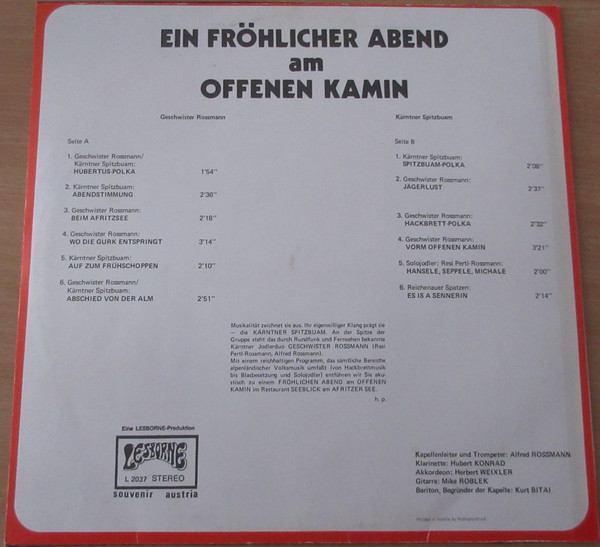 EIN FRÖHLICHER ABEND
am
OFFENEN KAMIN
Geschwister Rossmann
Kärntner Spitzbuam
Seite A
1. Geschwister Rossmann/
Kärntner Spitzbuam:
HUBERTUS-POLKA 1'54"
2. Kärntner Spitzbuam:
ABENDSTIMMUNG 2'36"
3. Geschwister Rossmann:
BEIM AFRITZSEE 2'18"
4. Geschwister Rossmann:
WO DIE GURK ENTSPRINGT 3'14"
5. Kärntner Spitzbuam:
AUF ZUM FRÜHSCHOPPEN 2'10"
6. Geschwister Rossmann/
Kärntner Spitzbuam:
ABSCHIED VON DER ALM 2'51"
Seite B
1. Kärntner Spitzbuam:
SPITZBUAM-POLKA 2'08"
2. Geschwister Rossmann:
JÄGERLUST 2'37"
3. Geschwister Rossmann:
HACKBRETT-POLKA 2'32"
4. Geschwister Rossmann:
VORM OFFENEN KAMIN 3'21"
5. Solojodler: Resi Pertl-Rossmann:
HANSELE, SEPPELE, MICHALE 2'00"
6. Reichenauer Spatzen:
ES IS A SENNERIN 2'14"
Musikalität zeichnet sie aus. Ihr eigenwilliger Klang prägt sie
— die KÄRNTNER SPITZBUAM. An der Spitze der
Gruppe steht das durch Rundfunk und Fernsehen bekannte
Kärntner Jodlerduo GESCHWISTER ROSSMANN (Resi
Pertl-Rossmann, Alfred Rossmann).
Mit einem reichhaltigen Programm, das sämtliche Bereiche
alpenländischer Volksmusik umfaßt (von Hackbrettmusik
bis Blasbesetzung und Solojodler) entführen wir Sie aku-
stisch zu einem FRÖHLICHEN ABEND am OFFENEN
KAMIN im Restaurant SEEBLICK am AFRITZER SEE.
h. p.
Eine LESBORNE-Produktion
LESBORNE
L 2037 STEREO
souvenir austria
Kapellenleiter und Trompeter: Alfred ROSSMANN
Klarinette: Hubert KONRAD
Akkordeon: Herbert WEIXLER
Gitarre: Mike ROBLEK
Bariton, Begründer der Kapelle: Kurt BITAI
Printed in Austria by